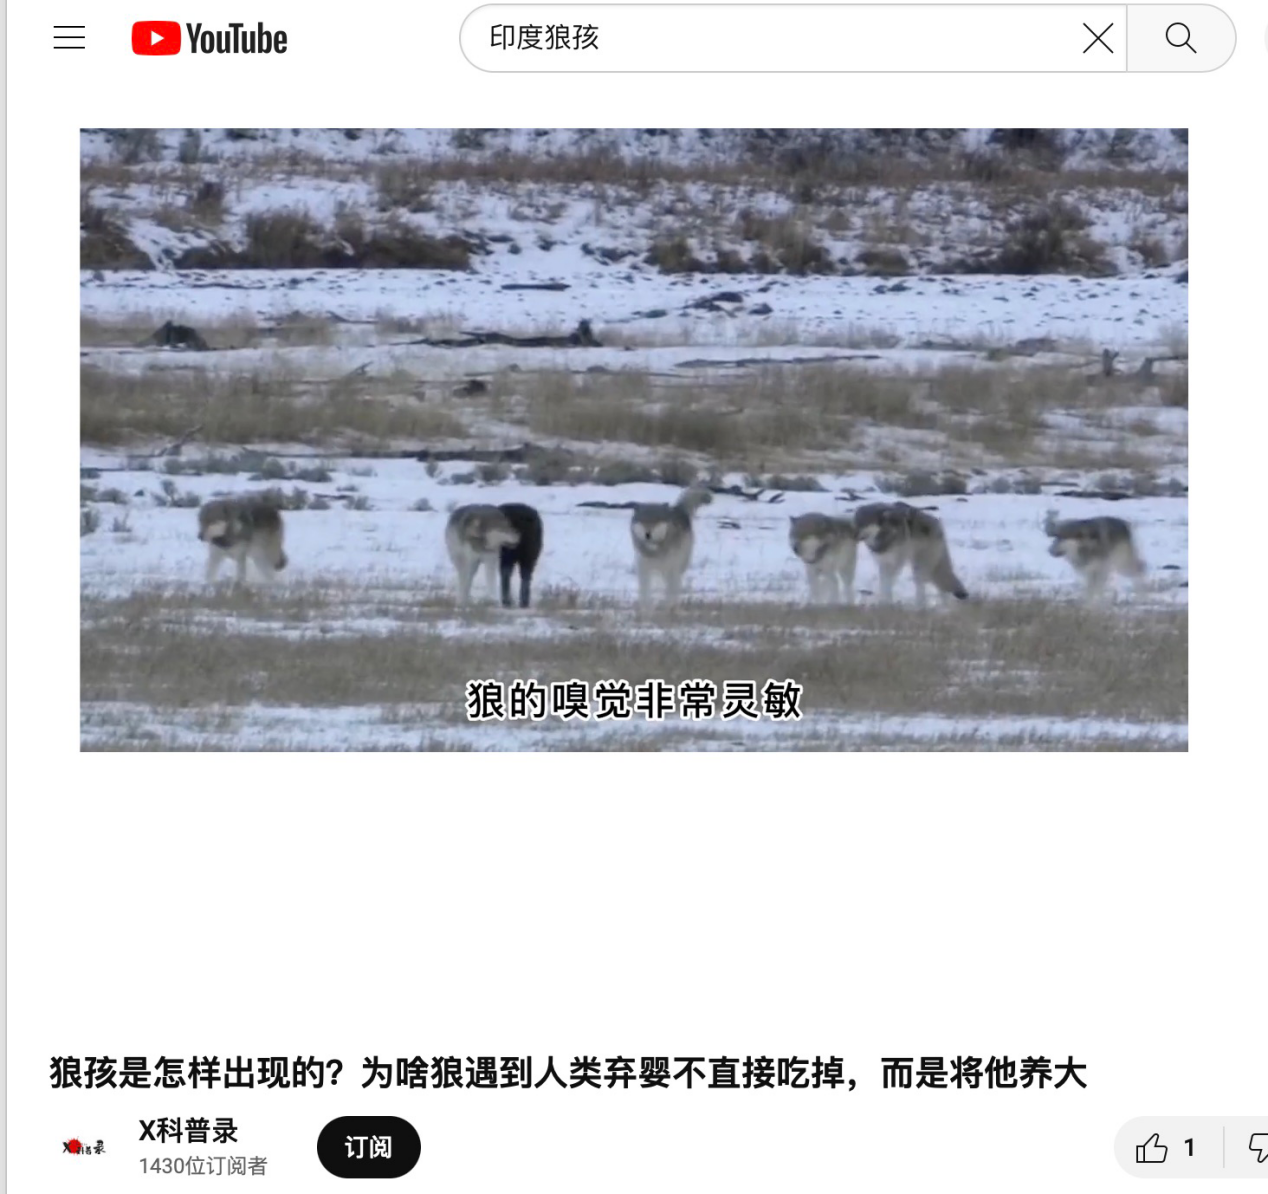 YouTube
印度狼孩
狼的嗅觉非常灵敏
狼孩是怎样出现的？为啥狼遇到人类弃婴不直接吃掉，而是将他养大
X科普录
1430位订阅者
订阅
1